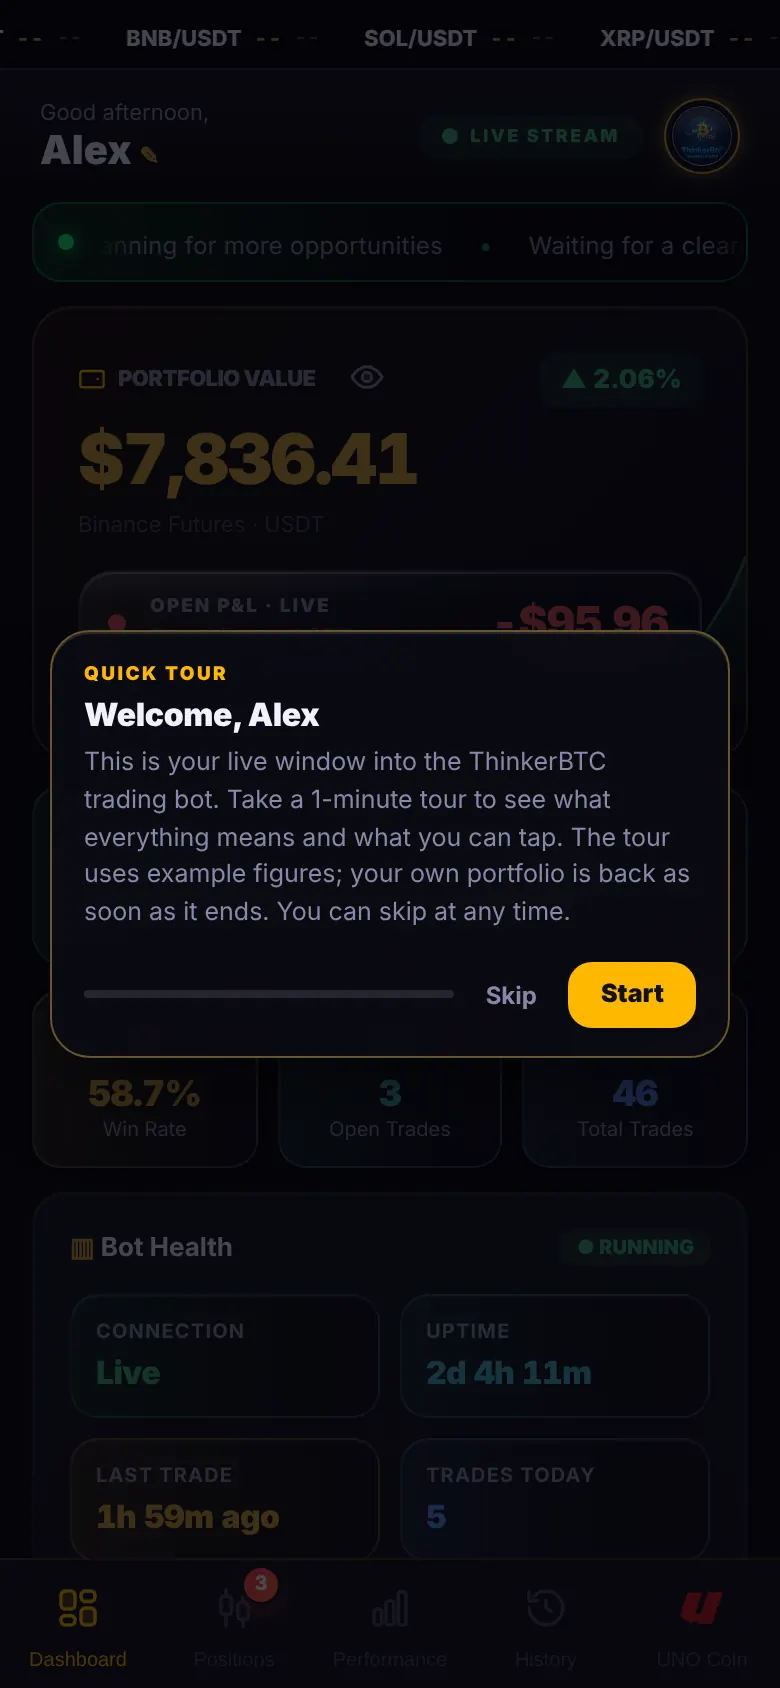 BNB/USDT -- -- SOL/USDT -- -- XRP/USDT --
Good afternoon,
Alex
LIVE STREAM
ThinkerBTC
nning for more opportunities • Waiting for a clear
PORTFOLIO VALUE
▲ 2.06%
$7,836.41
Binance Futures · USDT
OPEN P&L · LIVE
-$95.96
QUICK TOUR
Welcome, Alex
This is your live window into the ThinkerBTC
trading bot. Take a 1-minute tour to see what
everything means and what you can tap. The tour
uses example figures; your own portfolio is back as
soon as it ends. You can skip at any time.
Skip
Start
58.7%
Win Rate
3
Open Trades
46
Total Trades
Bot Health
RUNNING
CONNECTION
Live
UPTIME
2d 4h 11m
LAST TRADE
1h 59m ago
TRADES TODAY
5
3
Dashboard
Positions
Performance
History
UNO Coin